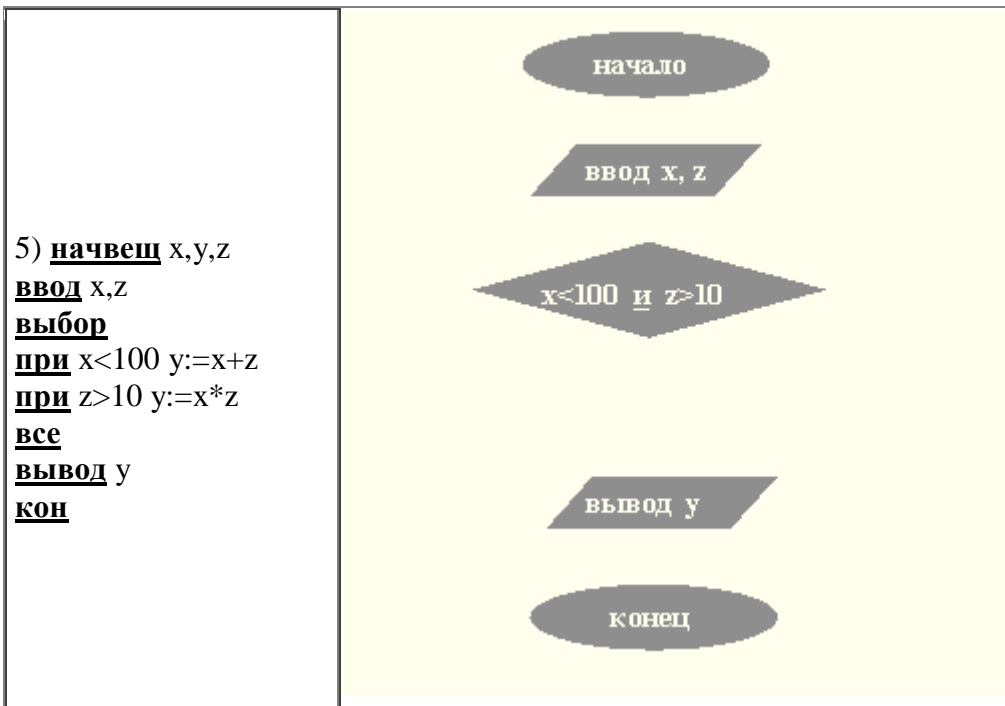 5) начвещ x,y,z
ввод x,z
выбор
при x<100 y:=x+z
при z>10 y:=x*z
все
вывод y
кон
начало
ввод x, z
x<100 и z>10
вывод y
конец